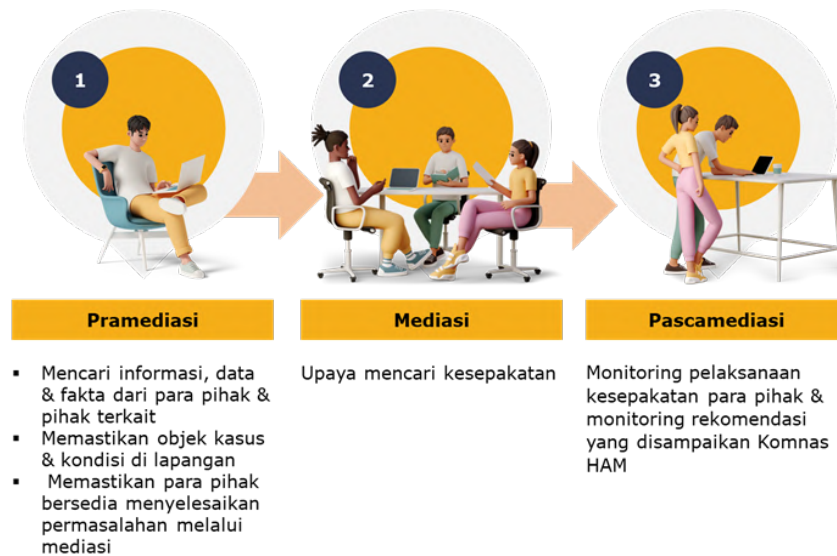 1
2
3
Pramediasi
Mediasi
Pascamediasi
▪ Mencari informasi, data
& fakta dari para pihak &
pihak terkait
▪ Memastikan objek kasus
& kondisi di lapangan
▪ Memastikan para pihak
bersedia menyelesaikan
permasalahan melalui
mediasi
Upaya mencari kesepakatan
Monitoring pelaksanaan
kesepakatan para pihak &
monitoring rekomendasi
yang disampaikan Komnas
HAM